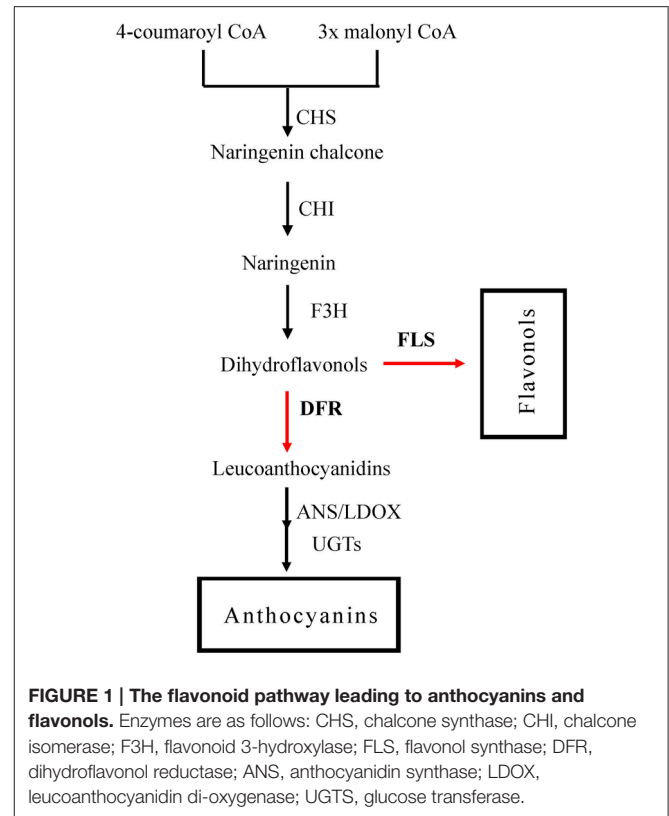 4-coumaroyl CoA 3x malonyl CoA
CHS
Naringenin chalcone
CHI
Naringenin
F3H
FLS
Dihydroflavonols
Flavonols
DFR
Leucoanthocyanidins
ANS/LDOX
UGTs
Anthocyanins
FIGURE 1 | The flavonoid pathway leading to anthocyanins and
flavonols. Enzymes are as follows: CHS, chalcone synthase; CHI, chalcone
isomerase; F3H, flavonoid 3-hydroxylase; FLS, flavonol synthase; DFR,
dihydroflavonol reductase; ANS, anthocyanidin synthase; LDOX,
leucoanthocyanidin di-oxygenase; UGTS, glucose transferase.